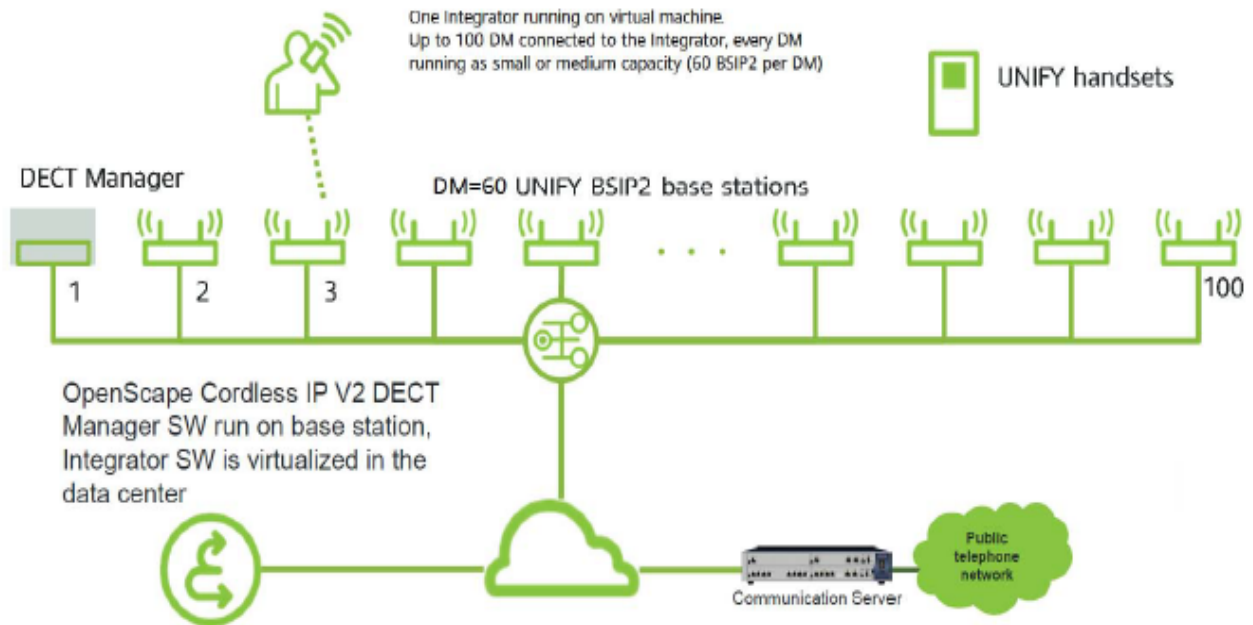 One Integrator running on virtual machine.
Up to 100 DM connected to the Integrator, every DM
running as small or medium capacity (60 BSIP2 per DM)
UNIFY handsets
DECT Manager
DM=60 UNIFY BSIP2 base stations
. . .
1
2
3
100
OpenScape Cordless IP V2 DECT
Manager SW run on base station,
Integrator SW is virtualized in the
data center
Public
telephone
network
Communication Server